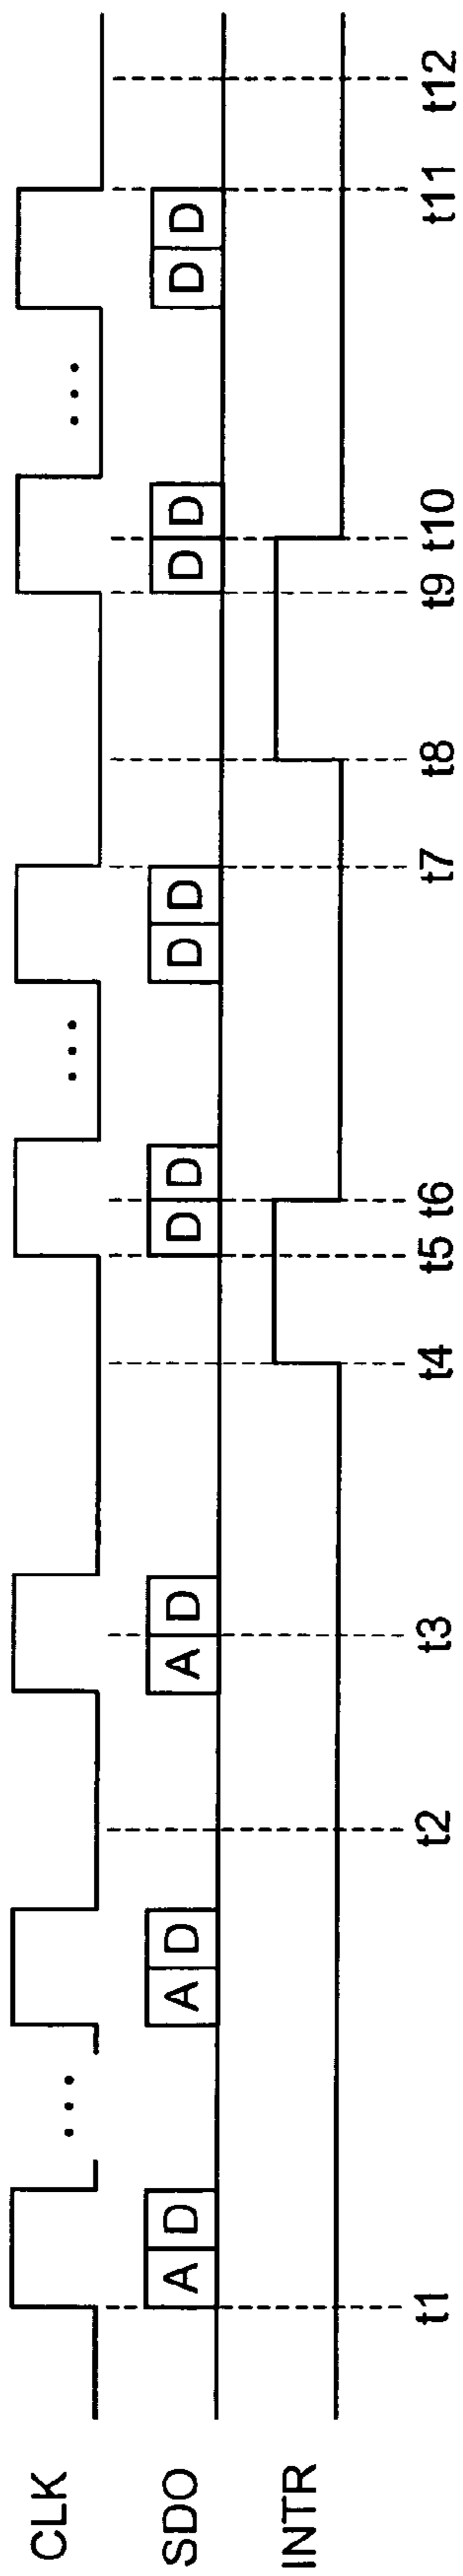 CLK
...
...
...
SDO
A D
A D
A D
D D
D D
D D
D D
INTR
t1
t2
t3
t4
t5
t6
t7
t8
t9
t10
t11
t12